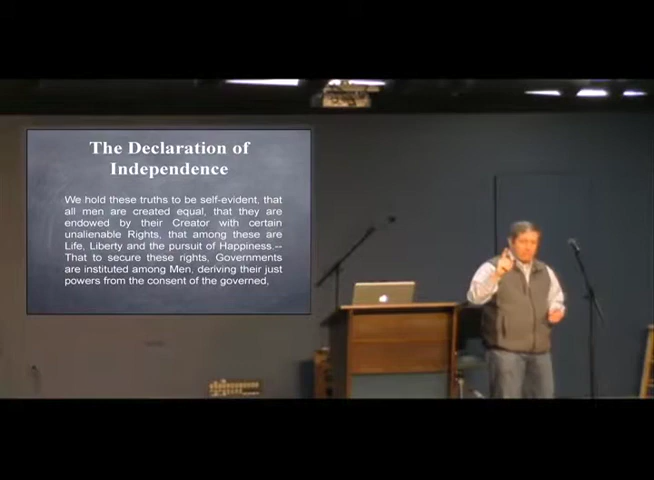 The Declaration of
Independence
We hold these truths to be self-evident, that
all men are created equal, that they are
endowed by their Creator with certain
unalienable Rights, that among these are
Life, Liberty and the pursuit of Happiness.--
That to secure these rights, Governments
are instituted among Men, deriving their just
powers from the consent of the governed,